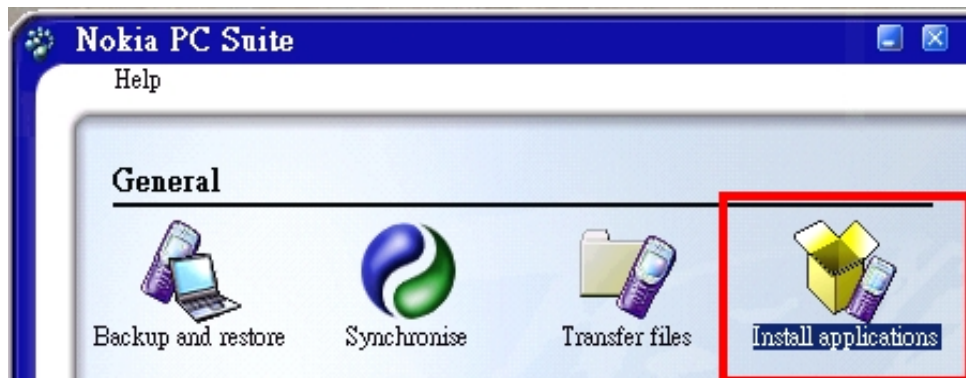 Nokia PC Suite
Help
General
Backup and restore
Synchronise
Transfer files
Install applications